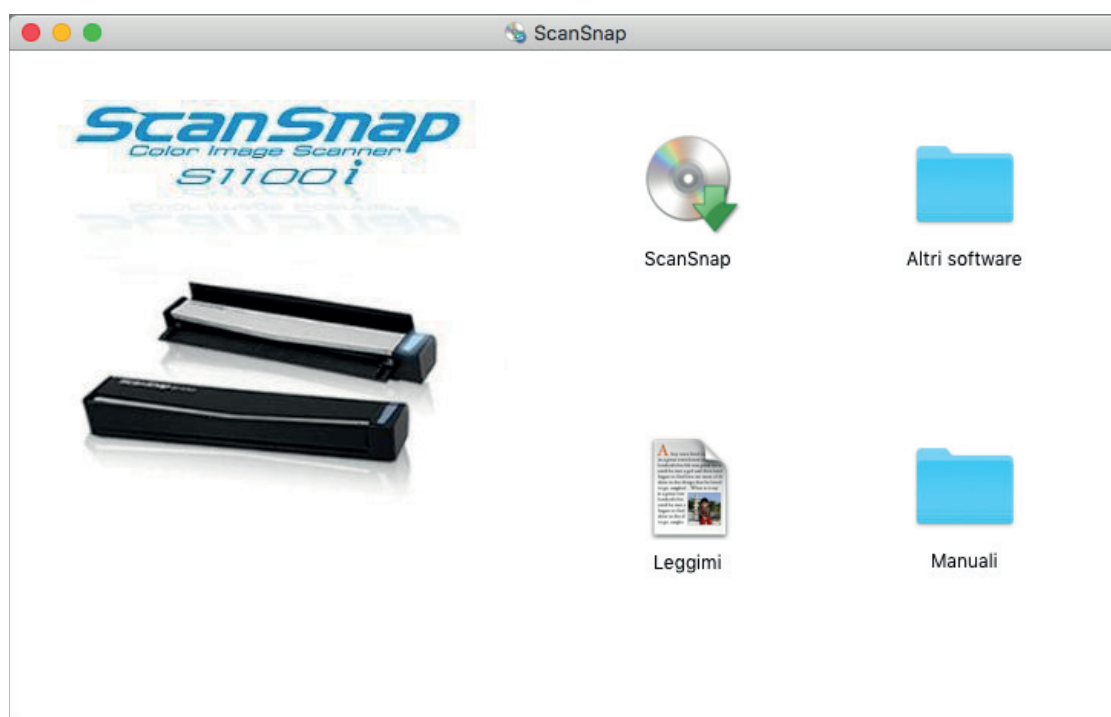 ScanSnap
ScanSnap
Color Image Scanner
S1100i
ScanSnap
Altri software
Leggimi
Manuali